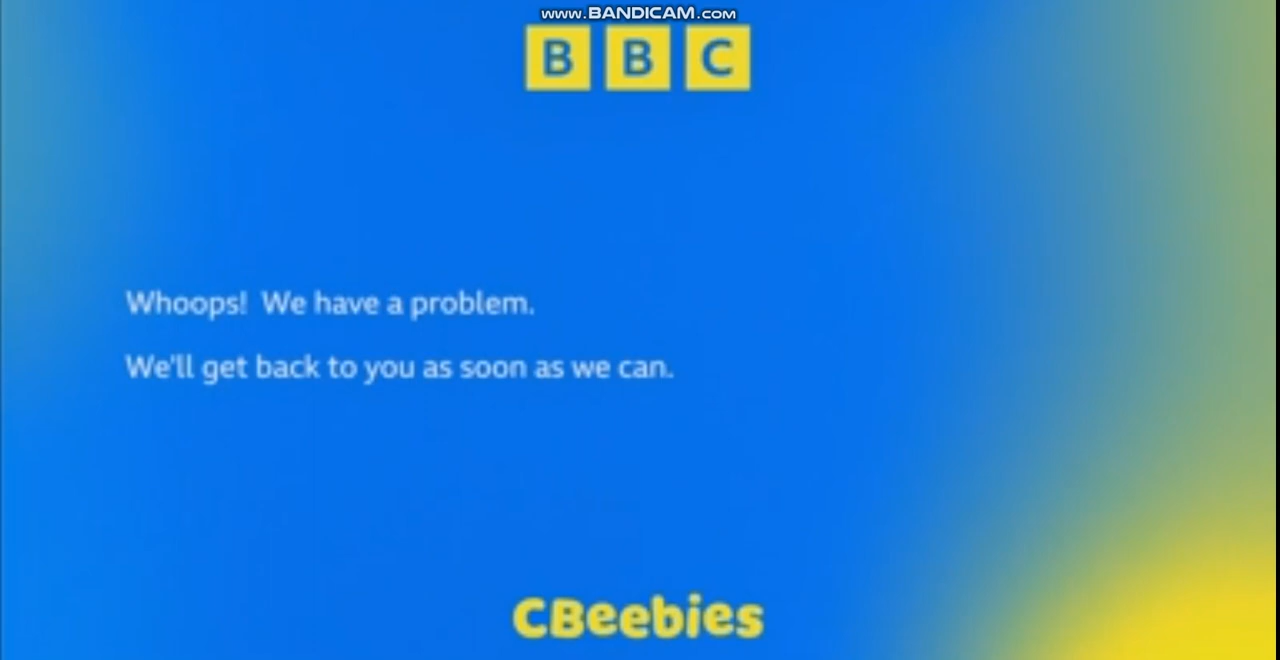 www.BANDICAM.com
BBC
Whoops! We have a problem.
We'll get back to you as soon as we can.
CBeebies